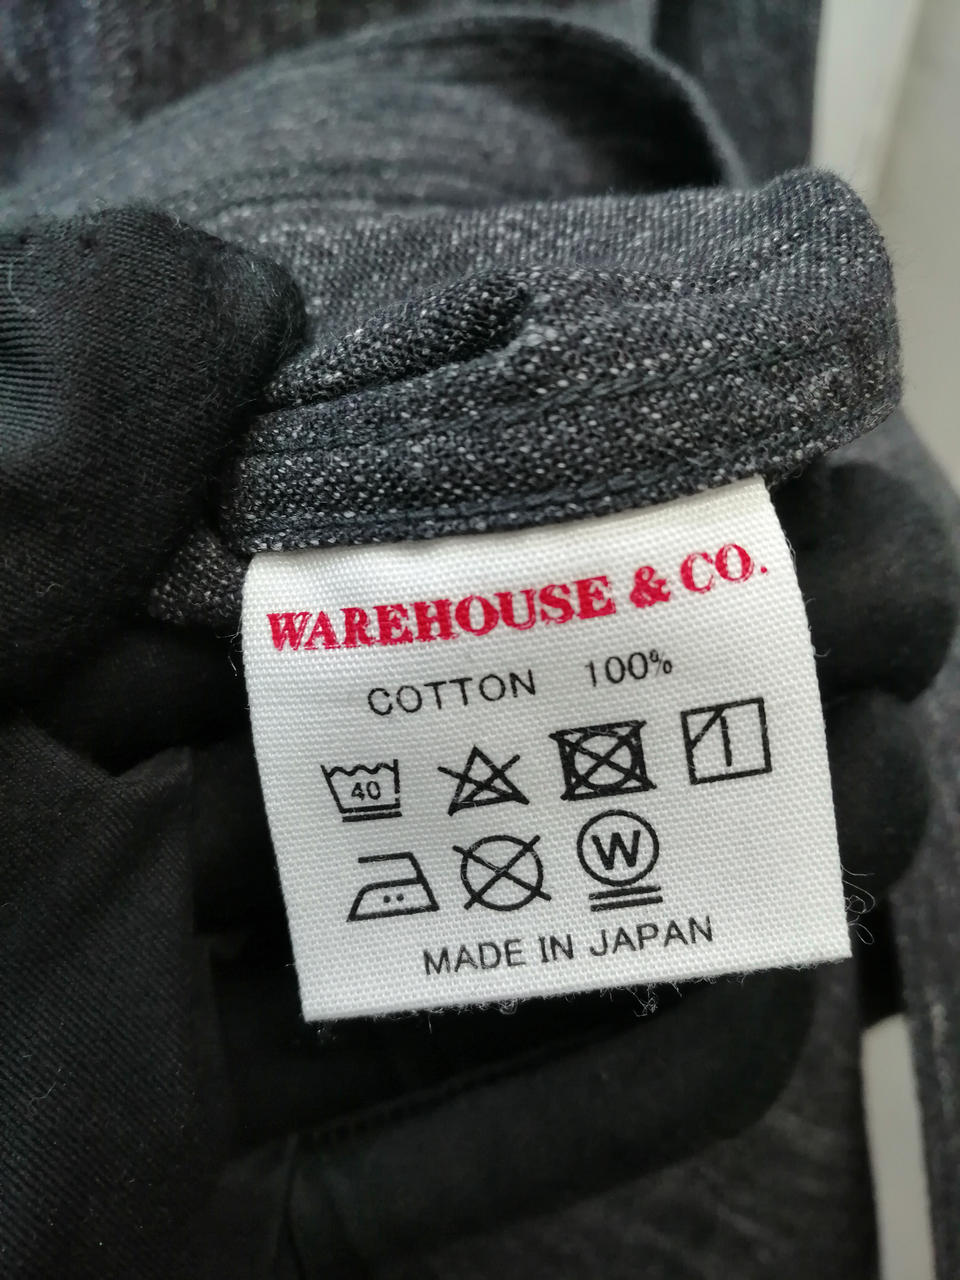 WAREHOUSE & CO.
COTTON 100%
40
W
MADE IN JAPAN